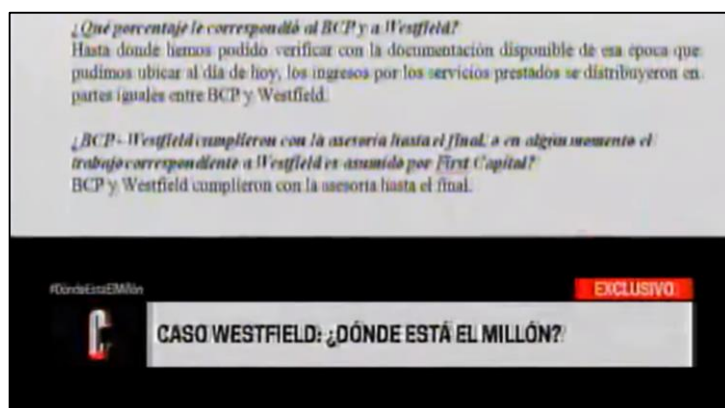 ¿Qué porcentaje le correspondió al BCP y a Westfield?
Hasta donde hemos podido verificar con la documentación disponible de esa época que
pudimos ubicar al día de hoy, los ingresos por los servicios prestados se distribuyeron en
partes iguales entre BCP y Westfield.
¿BCP - Westfield cumplieron con la asesoría hasta el final, o en algún momento el
trabajo correspondiente a Westfield es asumido por First Capital?
BCP y Westfield cumplieron con la asesoría hasta el final.
#DóndeEstáElMillón
EXCLUSIVO
CASO WESTFIELD: ¿DÓNDE ESTÁ EL MILLÓN?